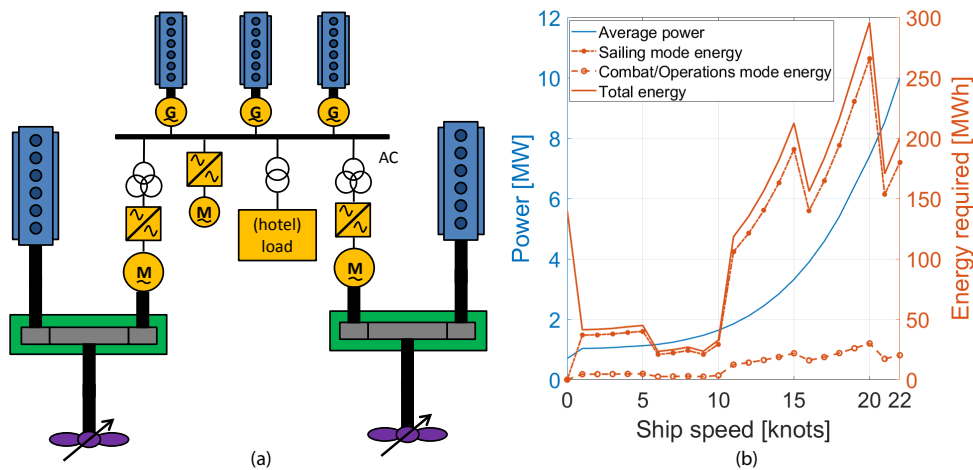 G G G
AC
M
(hotel)
load
M M
(a)
12
10
8
6
4
2
0
Power [MW]
Average power
Sailing mode energy
Combat/Operations mode energy
Total energy
300
250
200
150
100
50
0
Energy required [MWh]
0 5 10 15 20 22
Ship speed [knots]
(b)